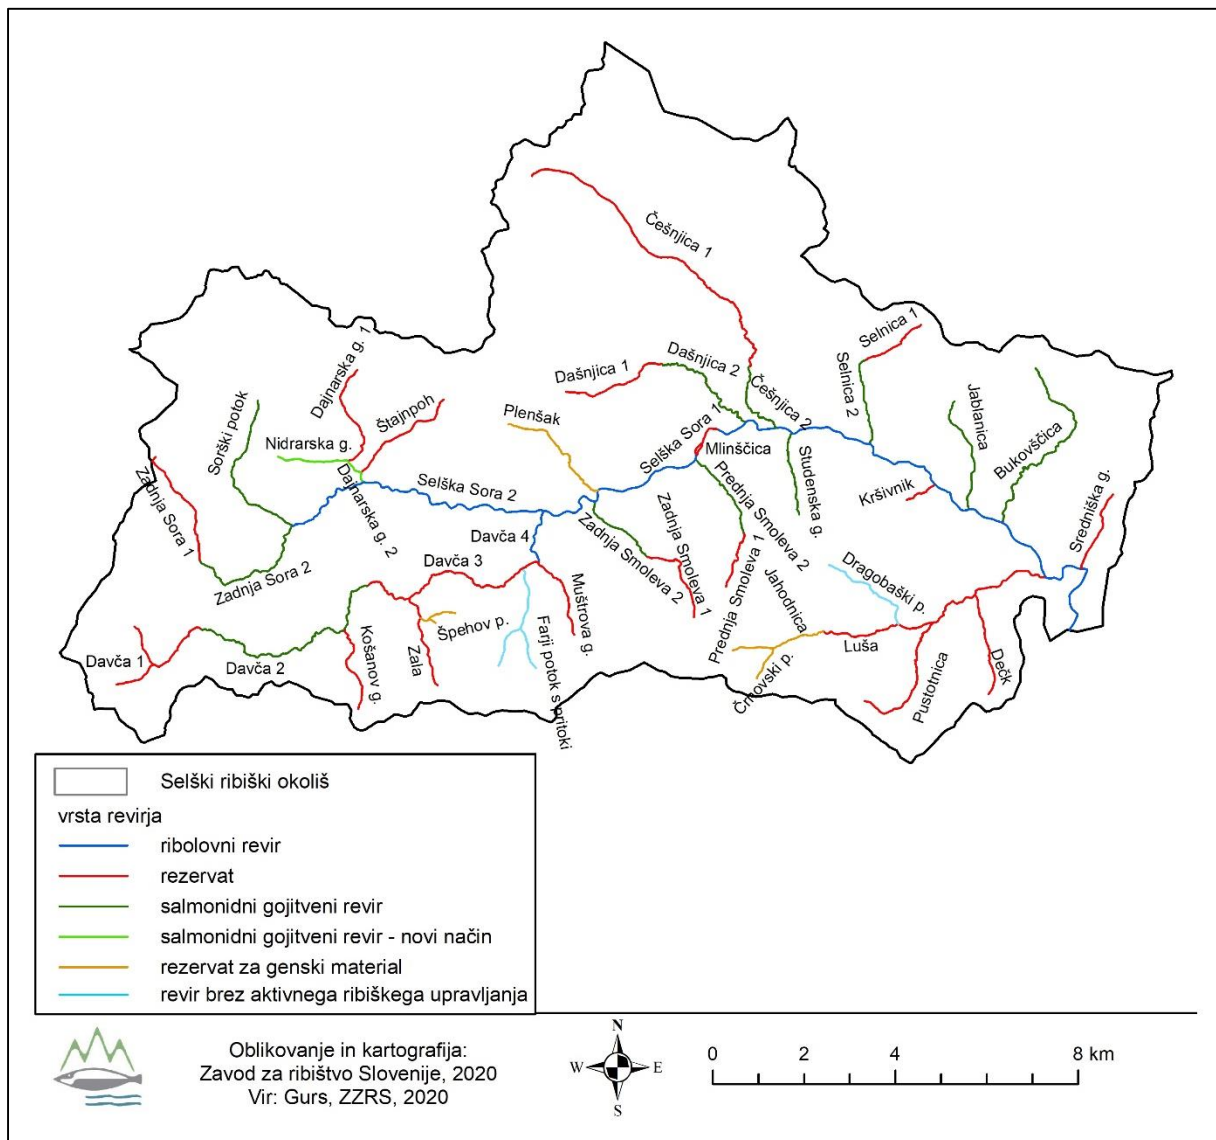 Češnjica 1
Selnica 1
Dajnarska g. 1
Dašnjica 2
Dašnjica 1
Češnjica 2
Selnica 2
Jablanica
Sorški potok
Štajnpoh
Plenšak
Nidrarska g.
Selška Sora 1
Mlinščica
Studenska g.
Bukovščica
Zadnja Sora 1
Dajnarska g. 2
Selška Sora 2
Prednja Smoleva 2
Kršivnik
Sredniška g.
Davča 4
Zadnja Smoleva 2
Zadnja Smoleva 1
Zadnja Sora 2
Davča 3
Dragobaški p.
Muštrova g.
Prednja Smoleva 1
Jahodnica
Špehov p.
Davča 1
Davča 2
Košanov g.
Zala
Farji potok s pritoki
Črnovski p.
Luša
Pustotnica
Dečk
Selški ribiški okoliš
vrsta revirja
ribolovni revir
rezervat
salmonidni gojitveni revir
salmonidni gojitveni revir - novi način
rezervat za genski material
revir brez aktivnega ribiškega upravljanja
Oblikovanje in kartografija:
Zavod za ribištvo Slovenije, 2020
Vir: Gurs, ZZRS, 2020
N
W E
S
0 2 4 8 km